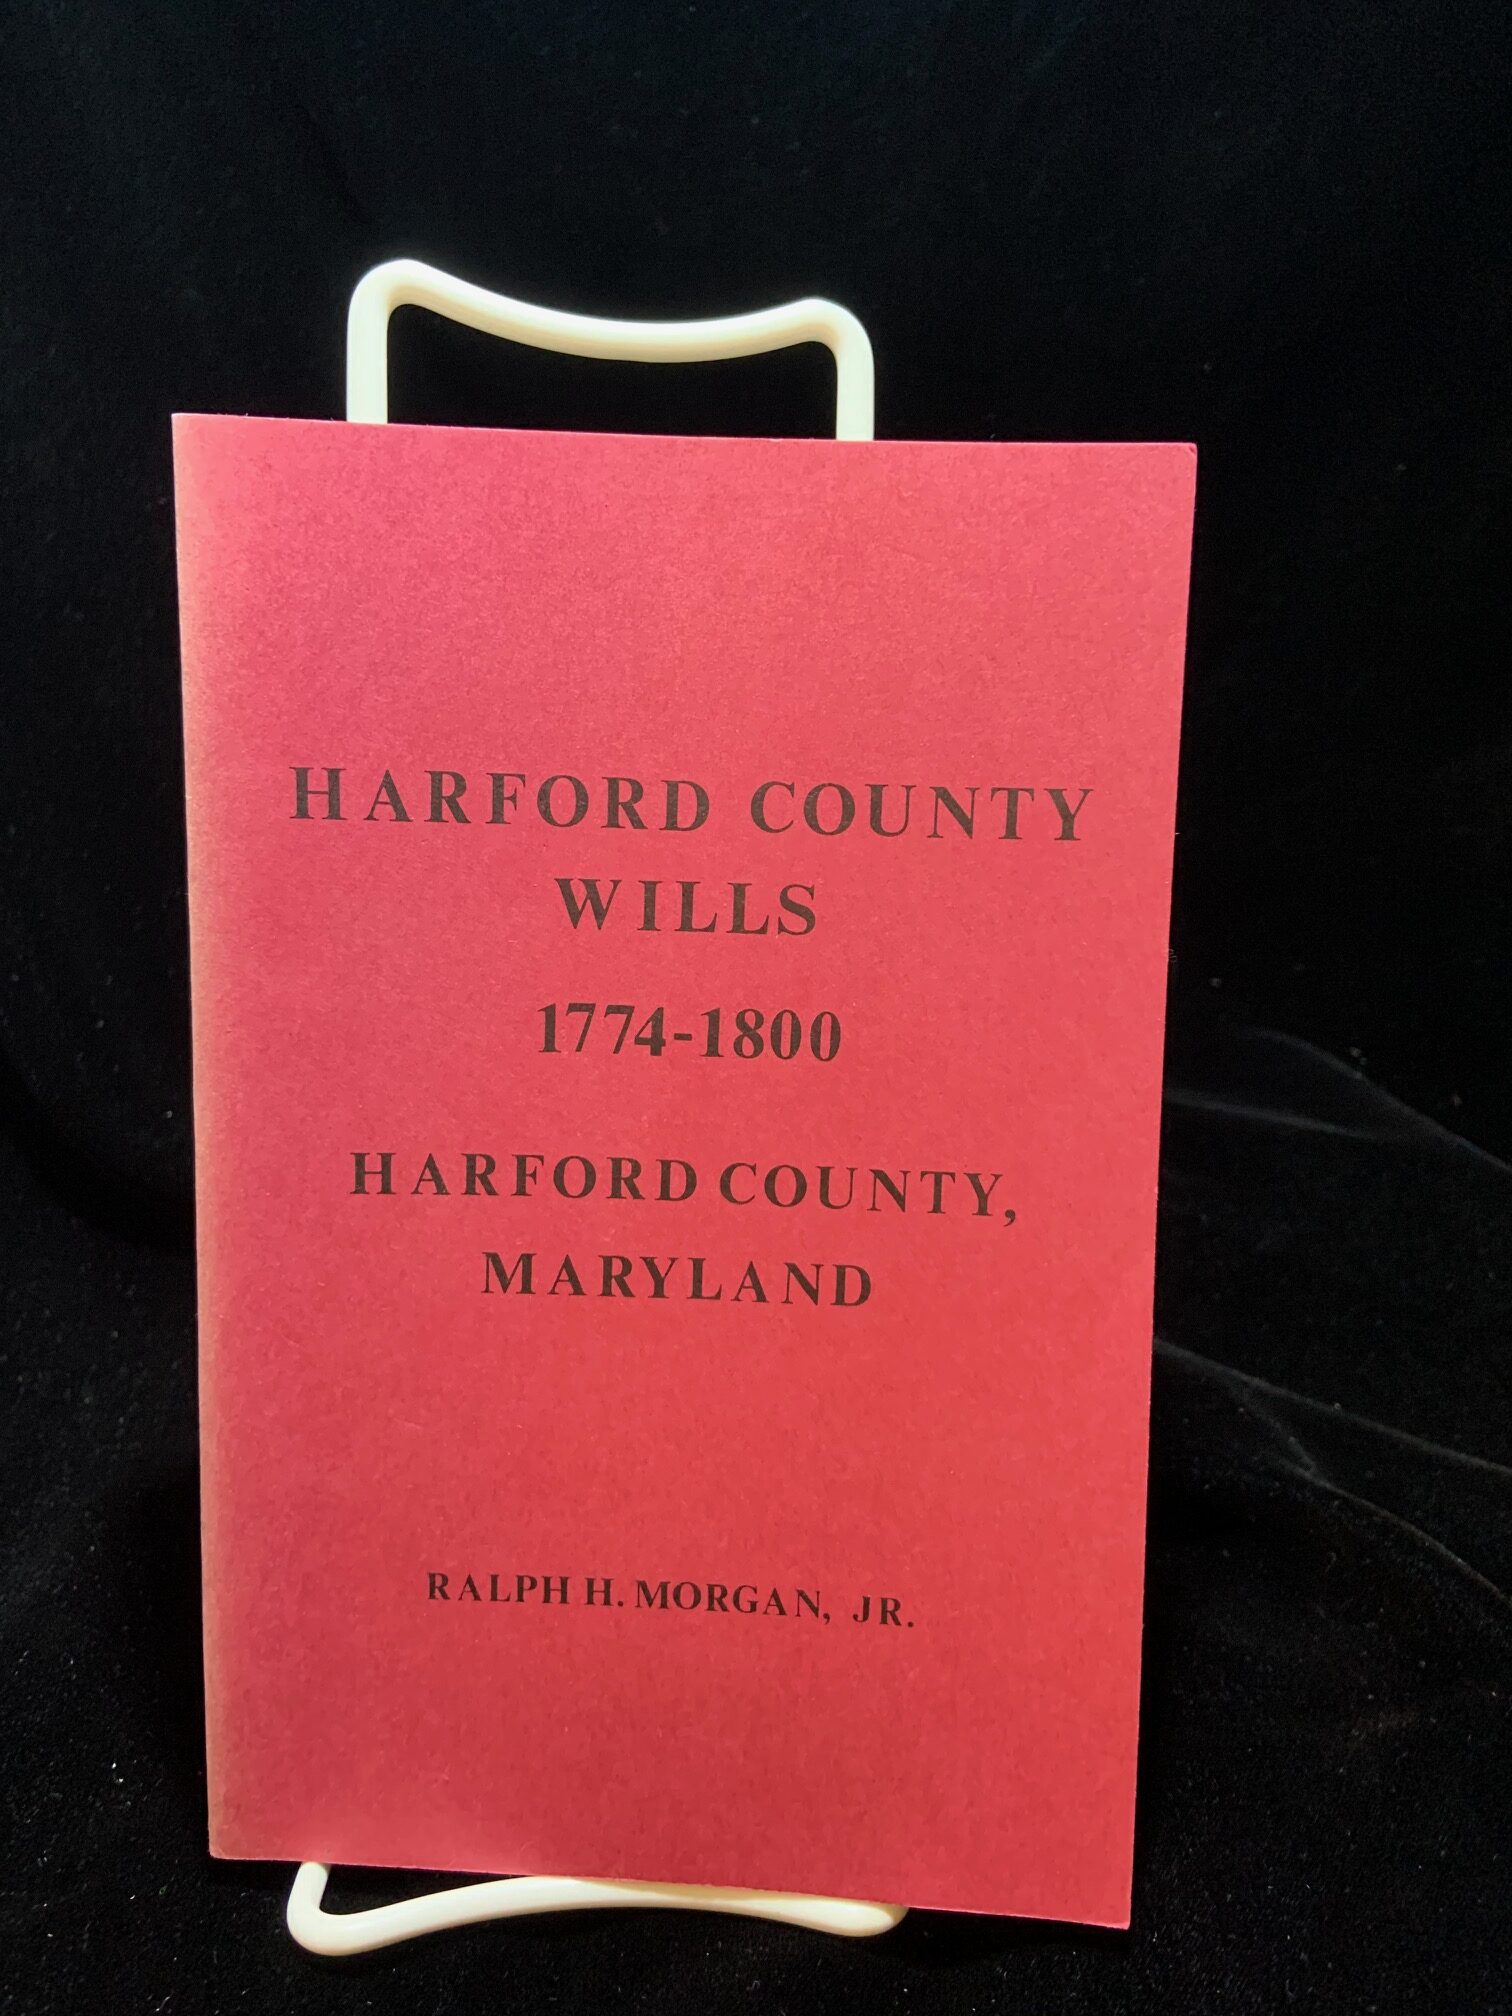 HARFORD COUNTY
WILLS
1774-1800
HARFORD COUNTY,
MARYLAND
RALPH H. MORGAN, JR.